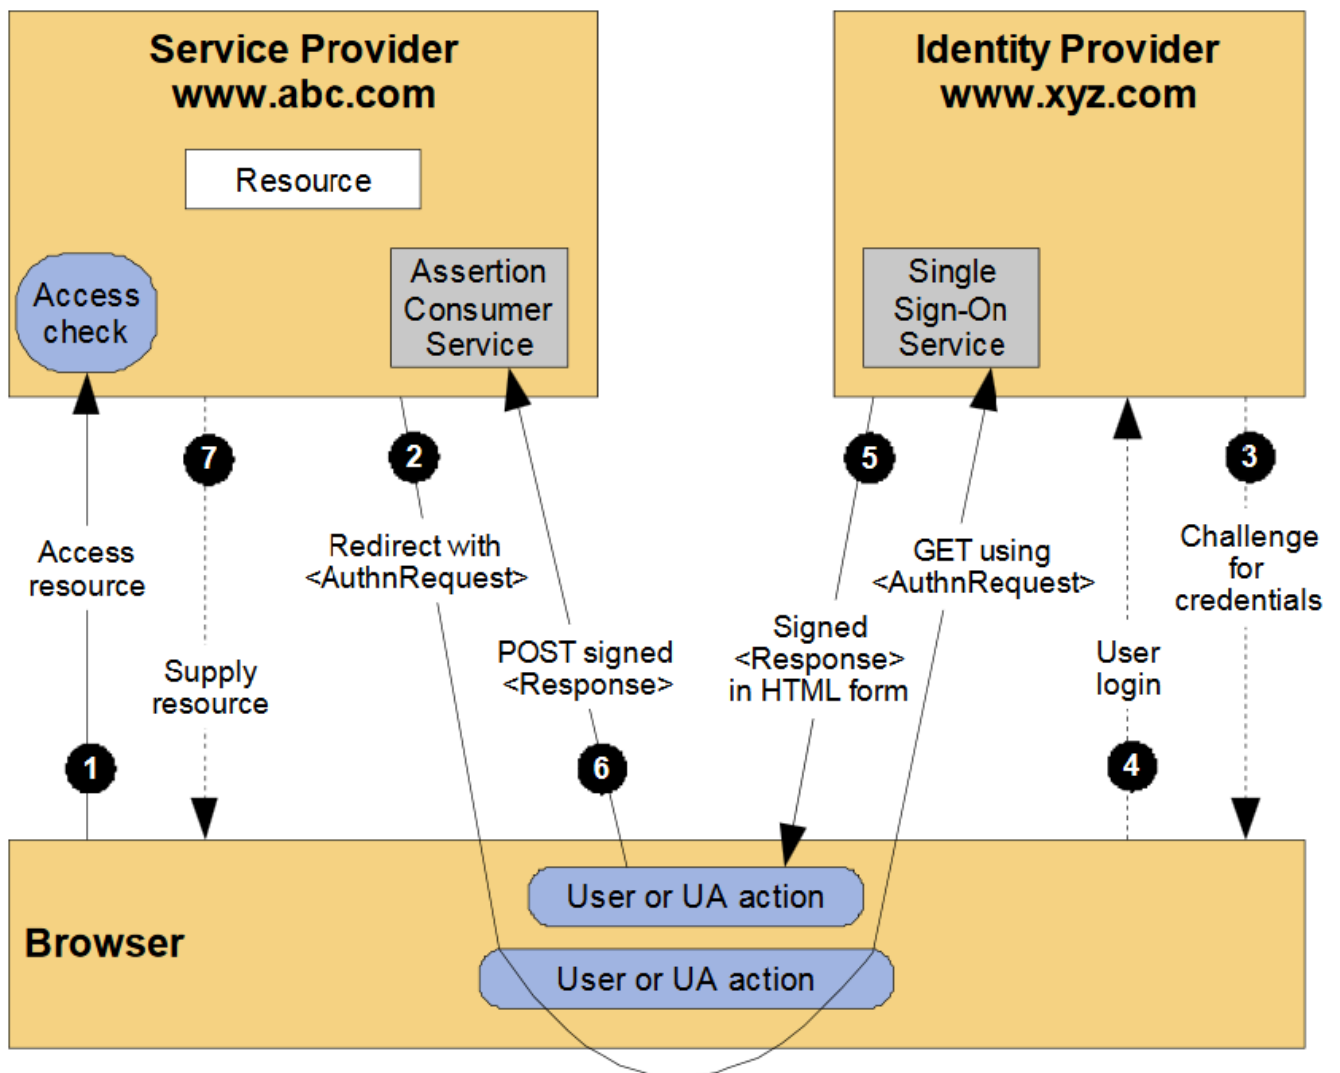 Service Provider
www.abc.com
Resource
Access
check
Assertion
Consumer
Service
Identity Provider
www.xyz.com
Single
Sign-On
Service
7
2
5
3
Access
resource
Redirect with
<AuthnRequest>
GET using
<AuthnRequest>
Challenge
for
credentials
Supply
resource
POST signed
<Response>
Signed
<Response>
in HTML form
User
login
1
6
4
User or UA action
Browser
User or UA action